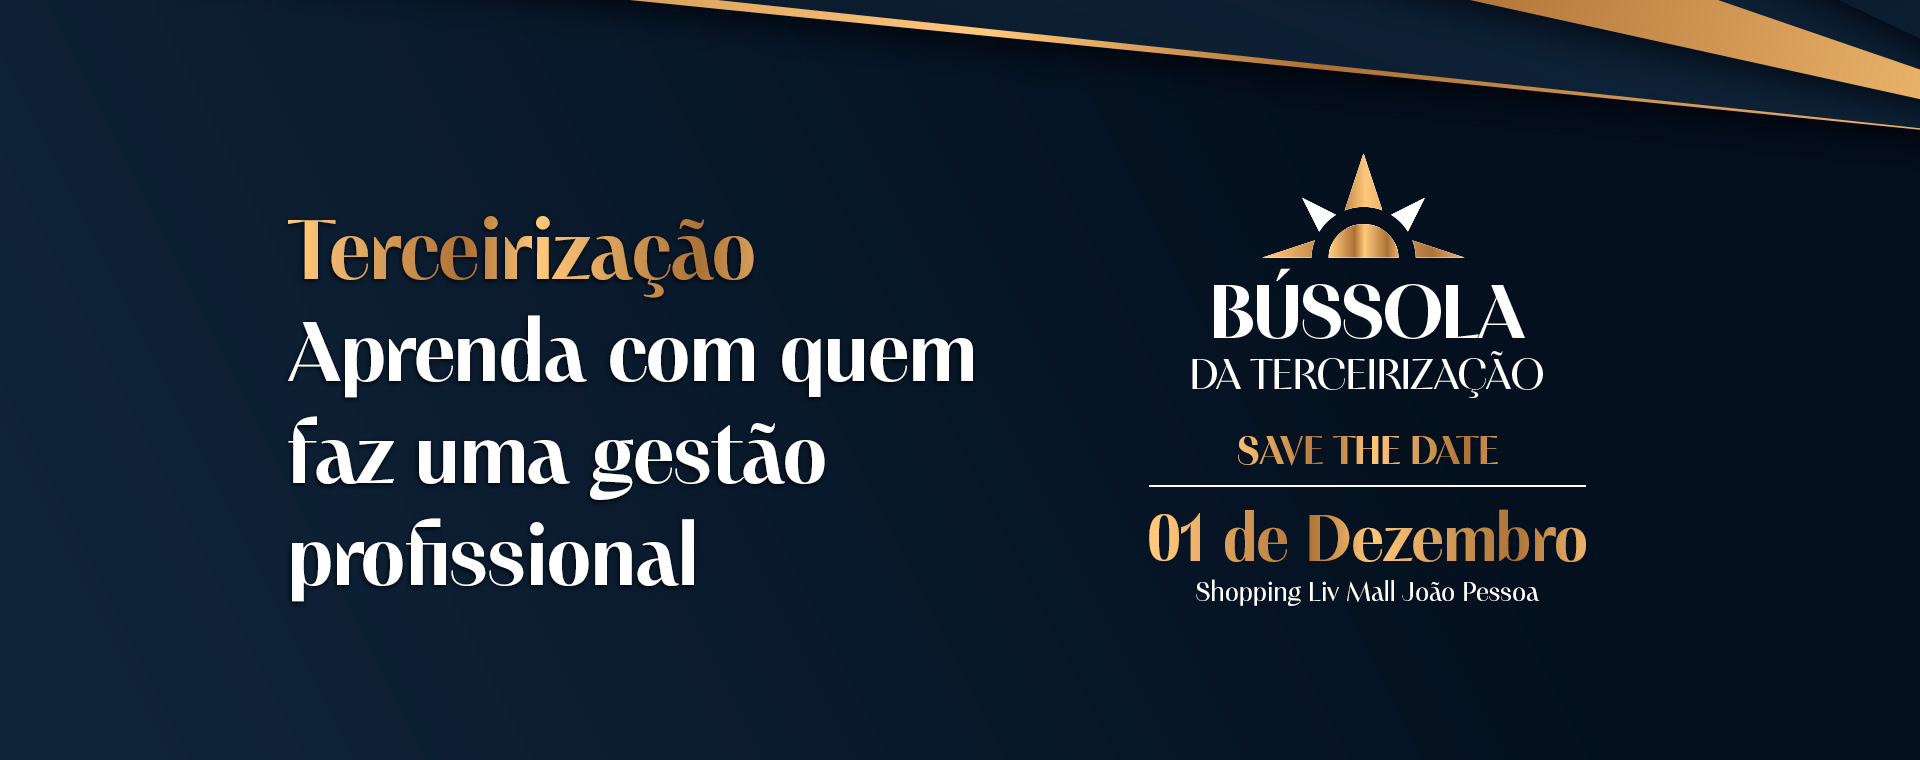 Terceirização
Aprenda com quem
faz uma gestão
profissional
BÚSSOLA
DA TERCEIRIZAÇÃO
SAVE THE DATE
01 de Dezembro
Shopping Liv Mall João Pessoa